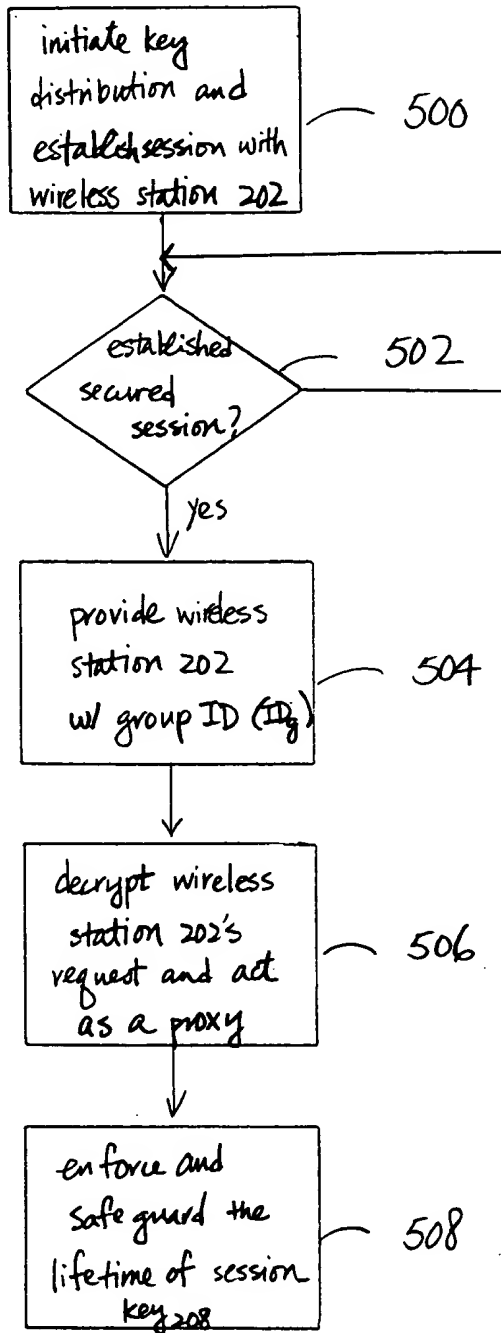 initiate key
distribution and
establish session with
wireless station 202
500
established
secured
session?
502
yes
provide wireless
station 202
w/ group ID (IDg)
504
decrypt wireless
station 202's
request and act
as a proxy
506
enforce and
safeguard the
lifetime of session
key 208
508